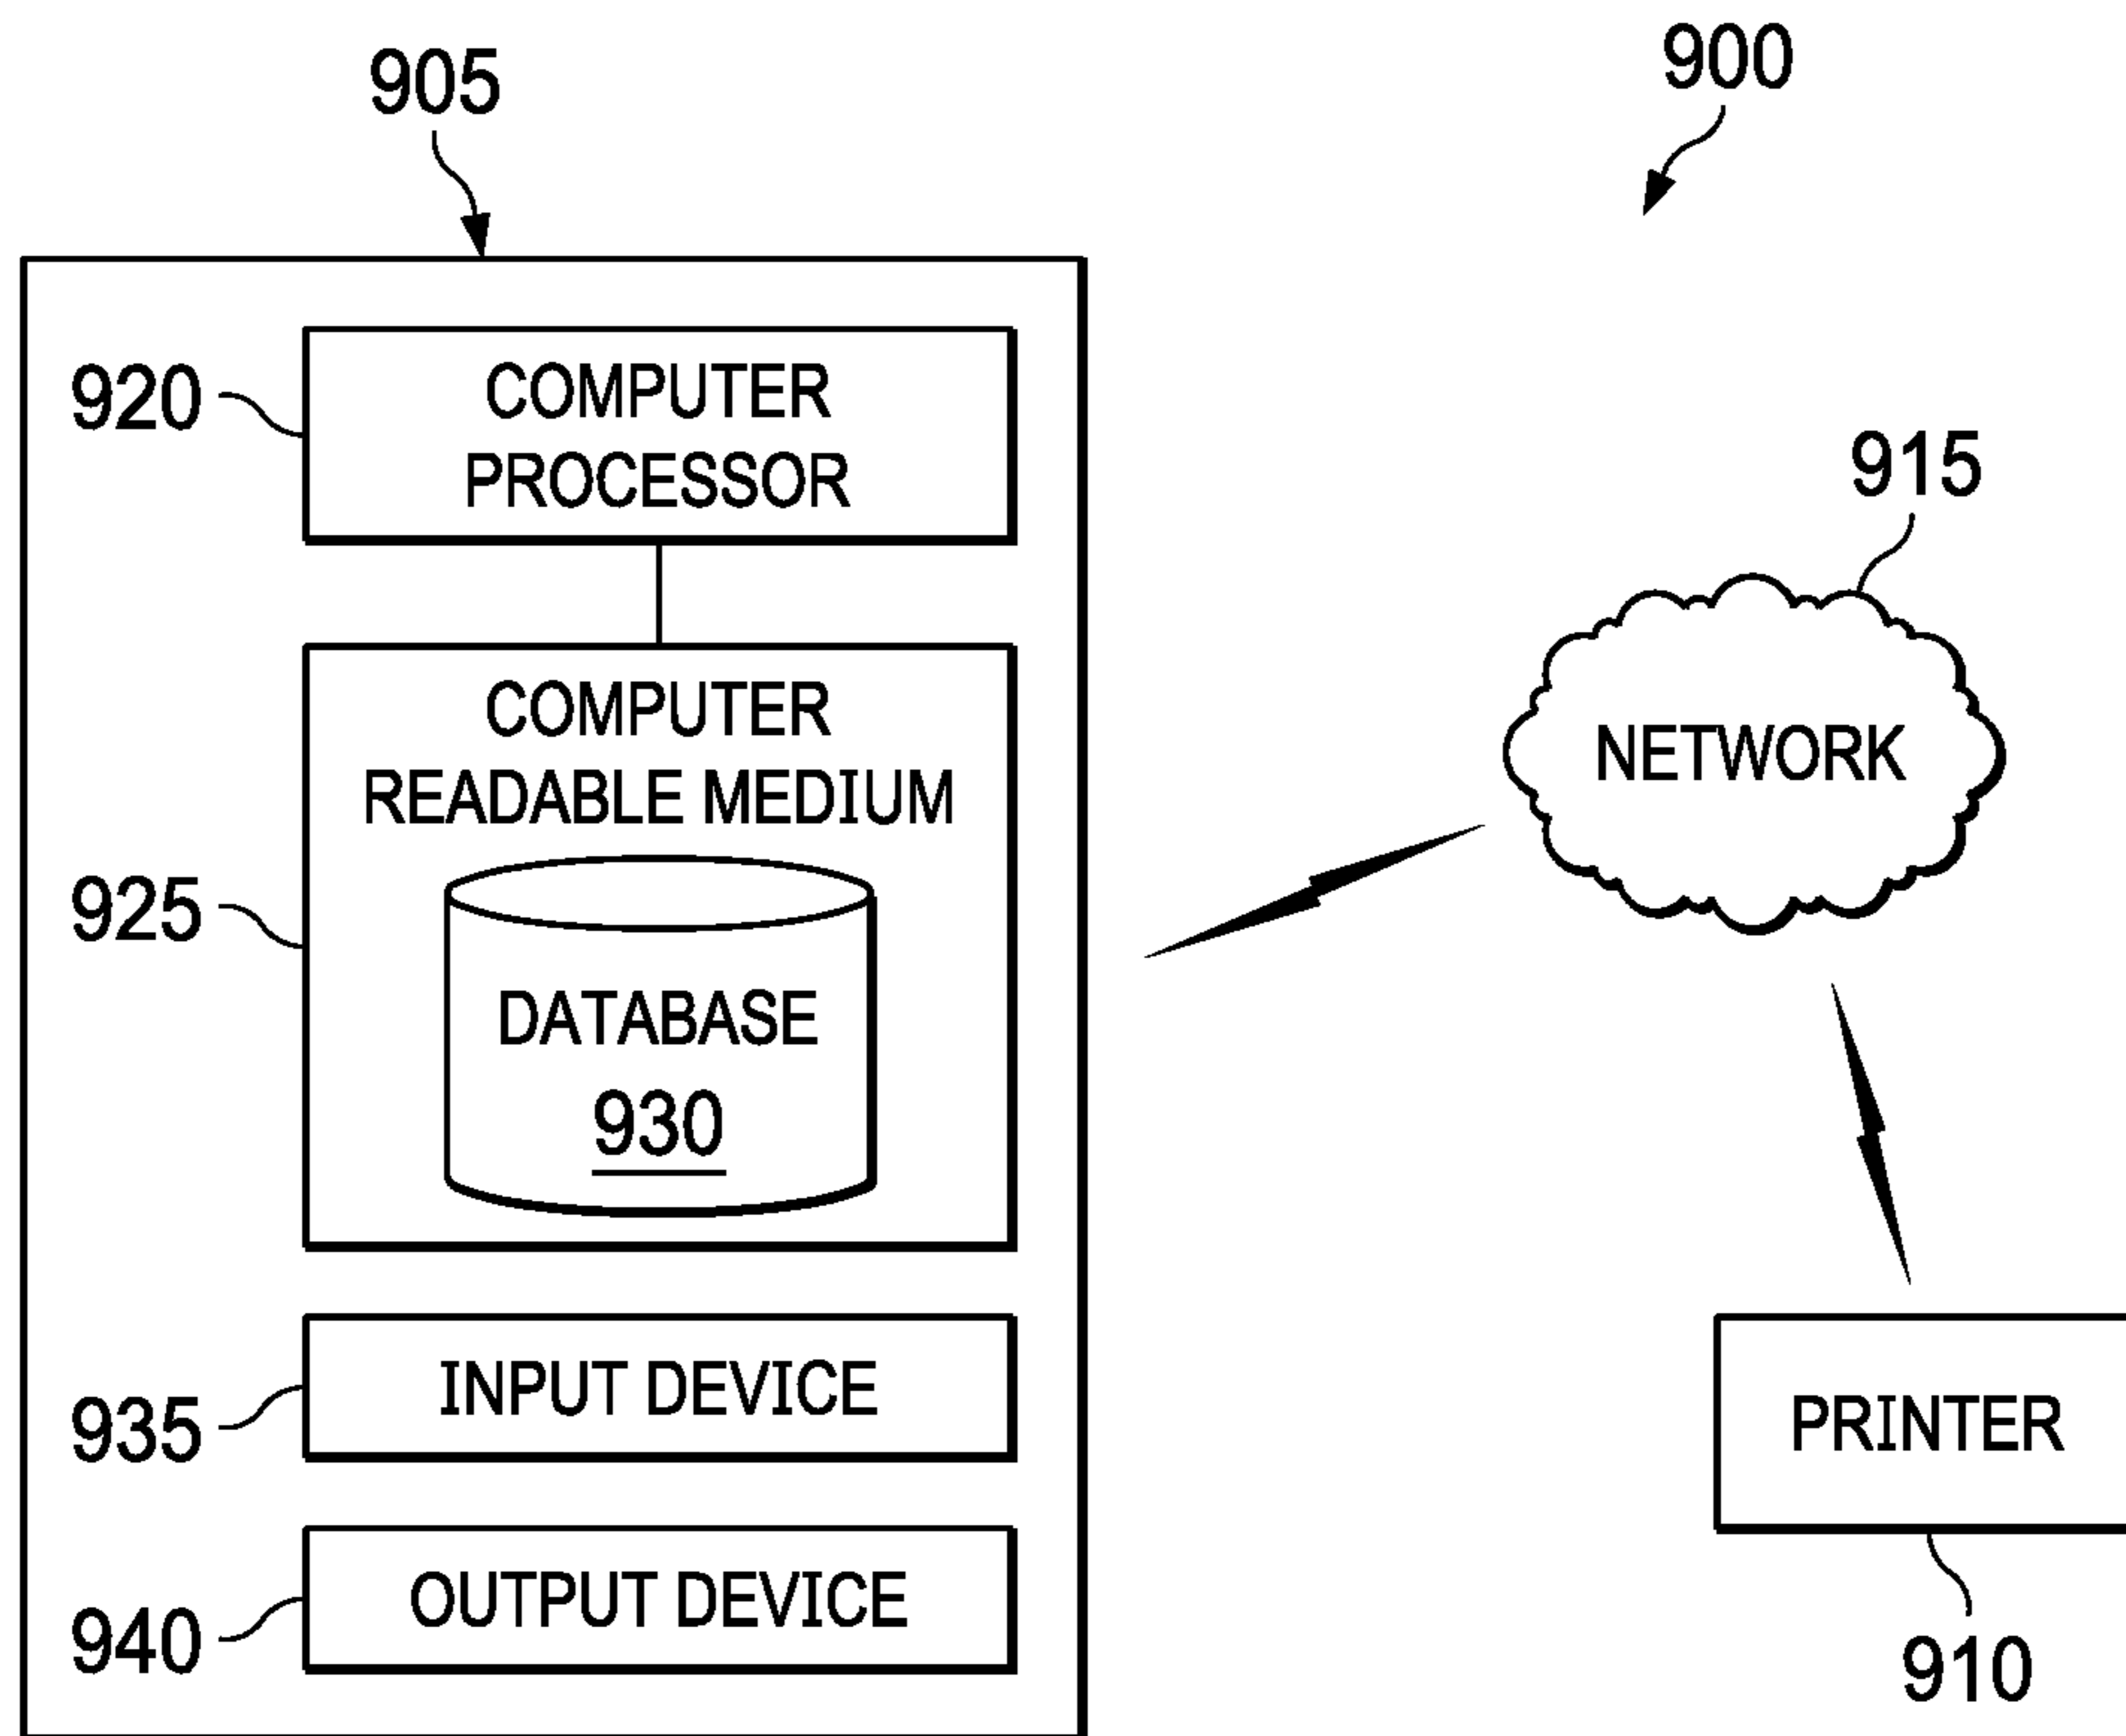 905
900
920
COMPUTER
PROCESSOR
915
COMPUTER
READABLE MEDIUM
NETWORK
925
DATABASE
930
INPUT DEVICE
935
PRINTER
OUTPUT DEVICE
940
910